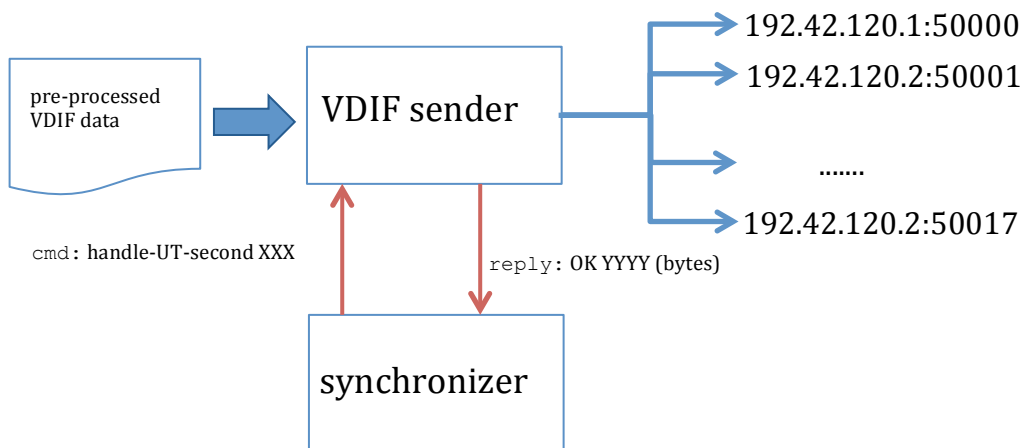 pre-processed
VDIF data
VDIF sender
192.42.120.1:50000
192.42.120.2:50001
.......
192.42.120.2:50017
cmd: handle-UT-second XXX
reply: OK YYYY (bytes)
synchronizer